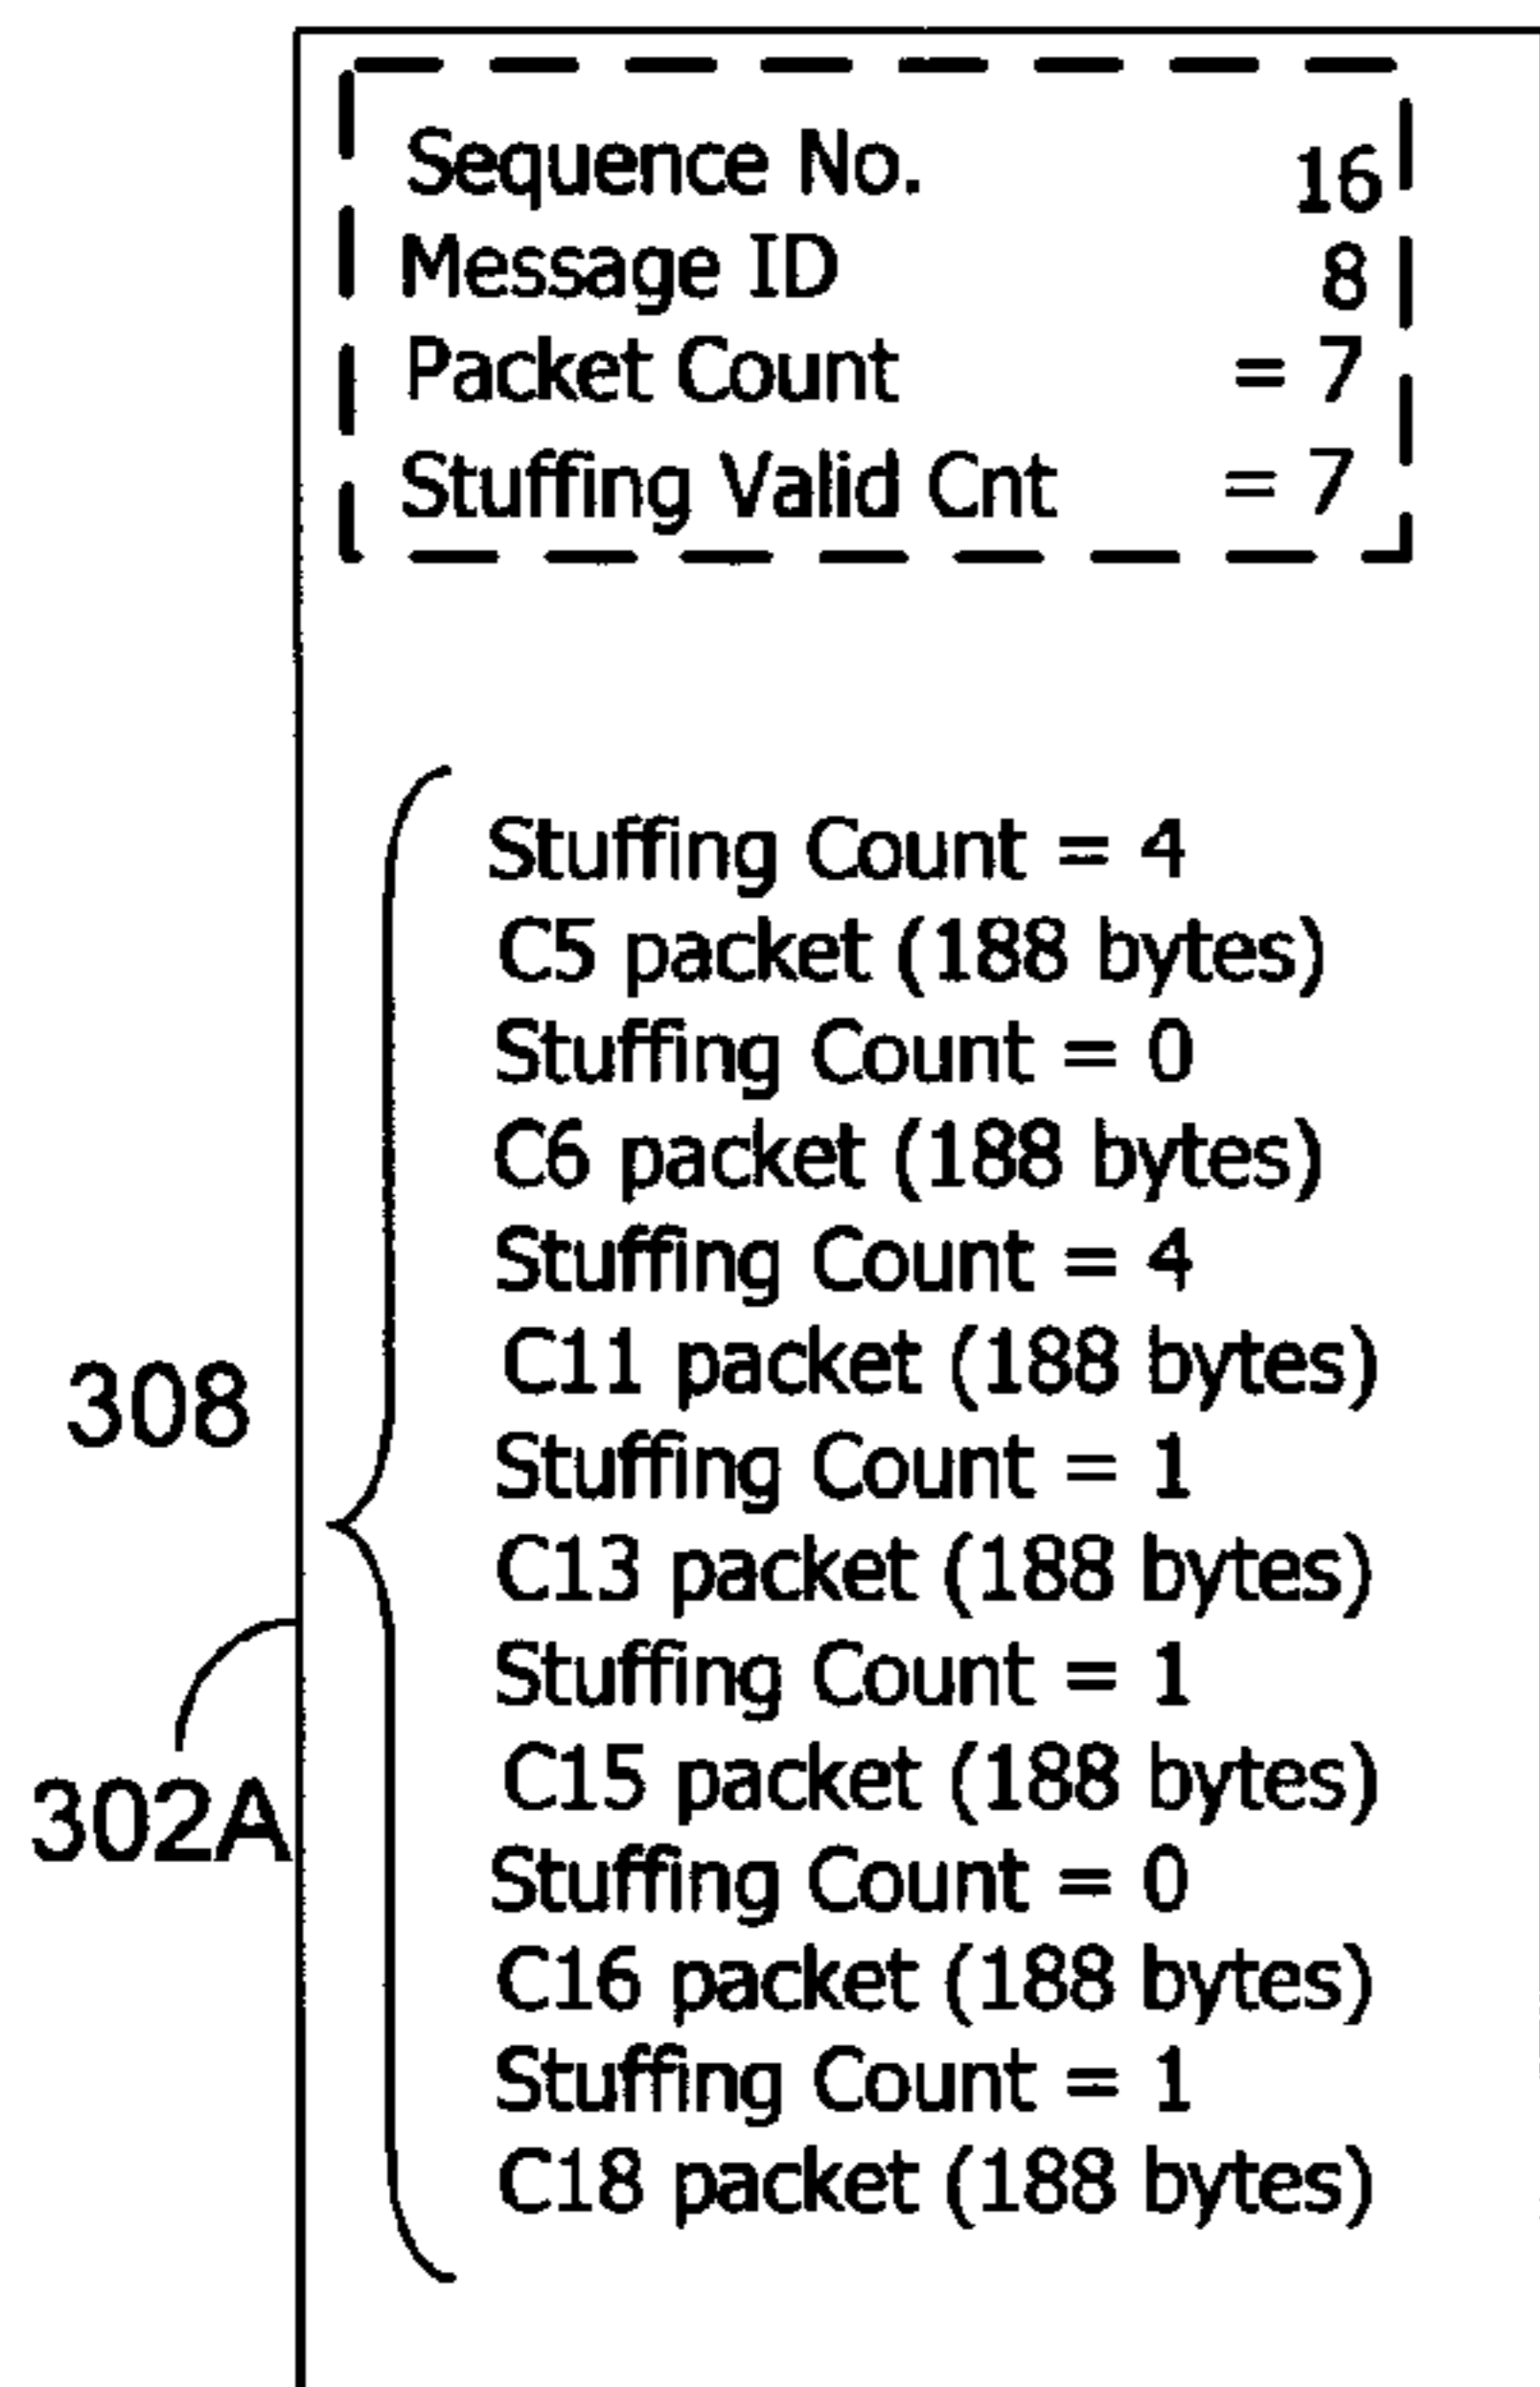 Sequence No. 16
Message ID 8
Packet Count = 7
Stuffing Valid Cnt = 7
Stuffing Count = 4
C5 packet (188 bytes)
Stuffing Count = 0
C6 packet (188 bytes)
Stuffing Count = 4
C11 packet (188 bytes)
308
Stuffing Count = 1
C13 packet (188 bytes)
Stuffing Count = 1
C15 packet (188 bytes)
302A
Stuffing Count = 0
C16 packet (188 bytes)
Stuffing Count = 1
C18 packet (188 bytes)